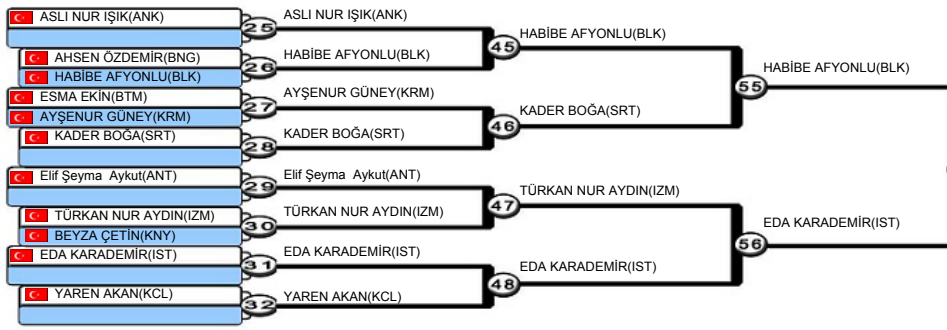 ASLI NUR IŞIK(ANK)
25
ASLI NUR IŞIK(ANK)
AHSEN ÖZDEMİR(BNG)
HABİBE AFYONLU(BLK)
26
HABİBE AFYONLU(BLK)
45
HABİBE AFYONLU(BLK)
ESMA EKİN(BTM)
AYŞENUR GÜNEY(KRM)
27
AYŞENUR GÜNEY(KRM)
KADER BOĞA(SRT)
28
KADER BOĞA(SRT)
46
KADER BOĞA(SRT)
55
HABİBE AFYONLU(BLK)
Elif Şeyma Aykut(ANT)
29
Elif Şeyma Aykut(ANT)
TÜRKAN NUR AYDIN(IZM)
BEYZA ÇETİN(KNY)
30
TÜRKAN NUR AYDIN(IZM)
47
TÜRKAN NUR AYDIN(IZM)
EDA KARADEMİR(IST)
31
EDA KARADEMİR(IST)
YAREN AKAN(KCL)
32
YAREN AKAN(KCL)
48
EDA KARADEMİR(IST)
56
EDA KARADEMİR(IST)